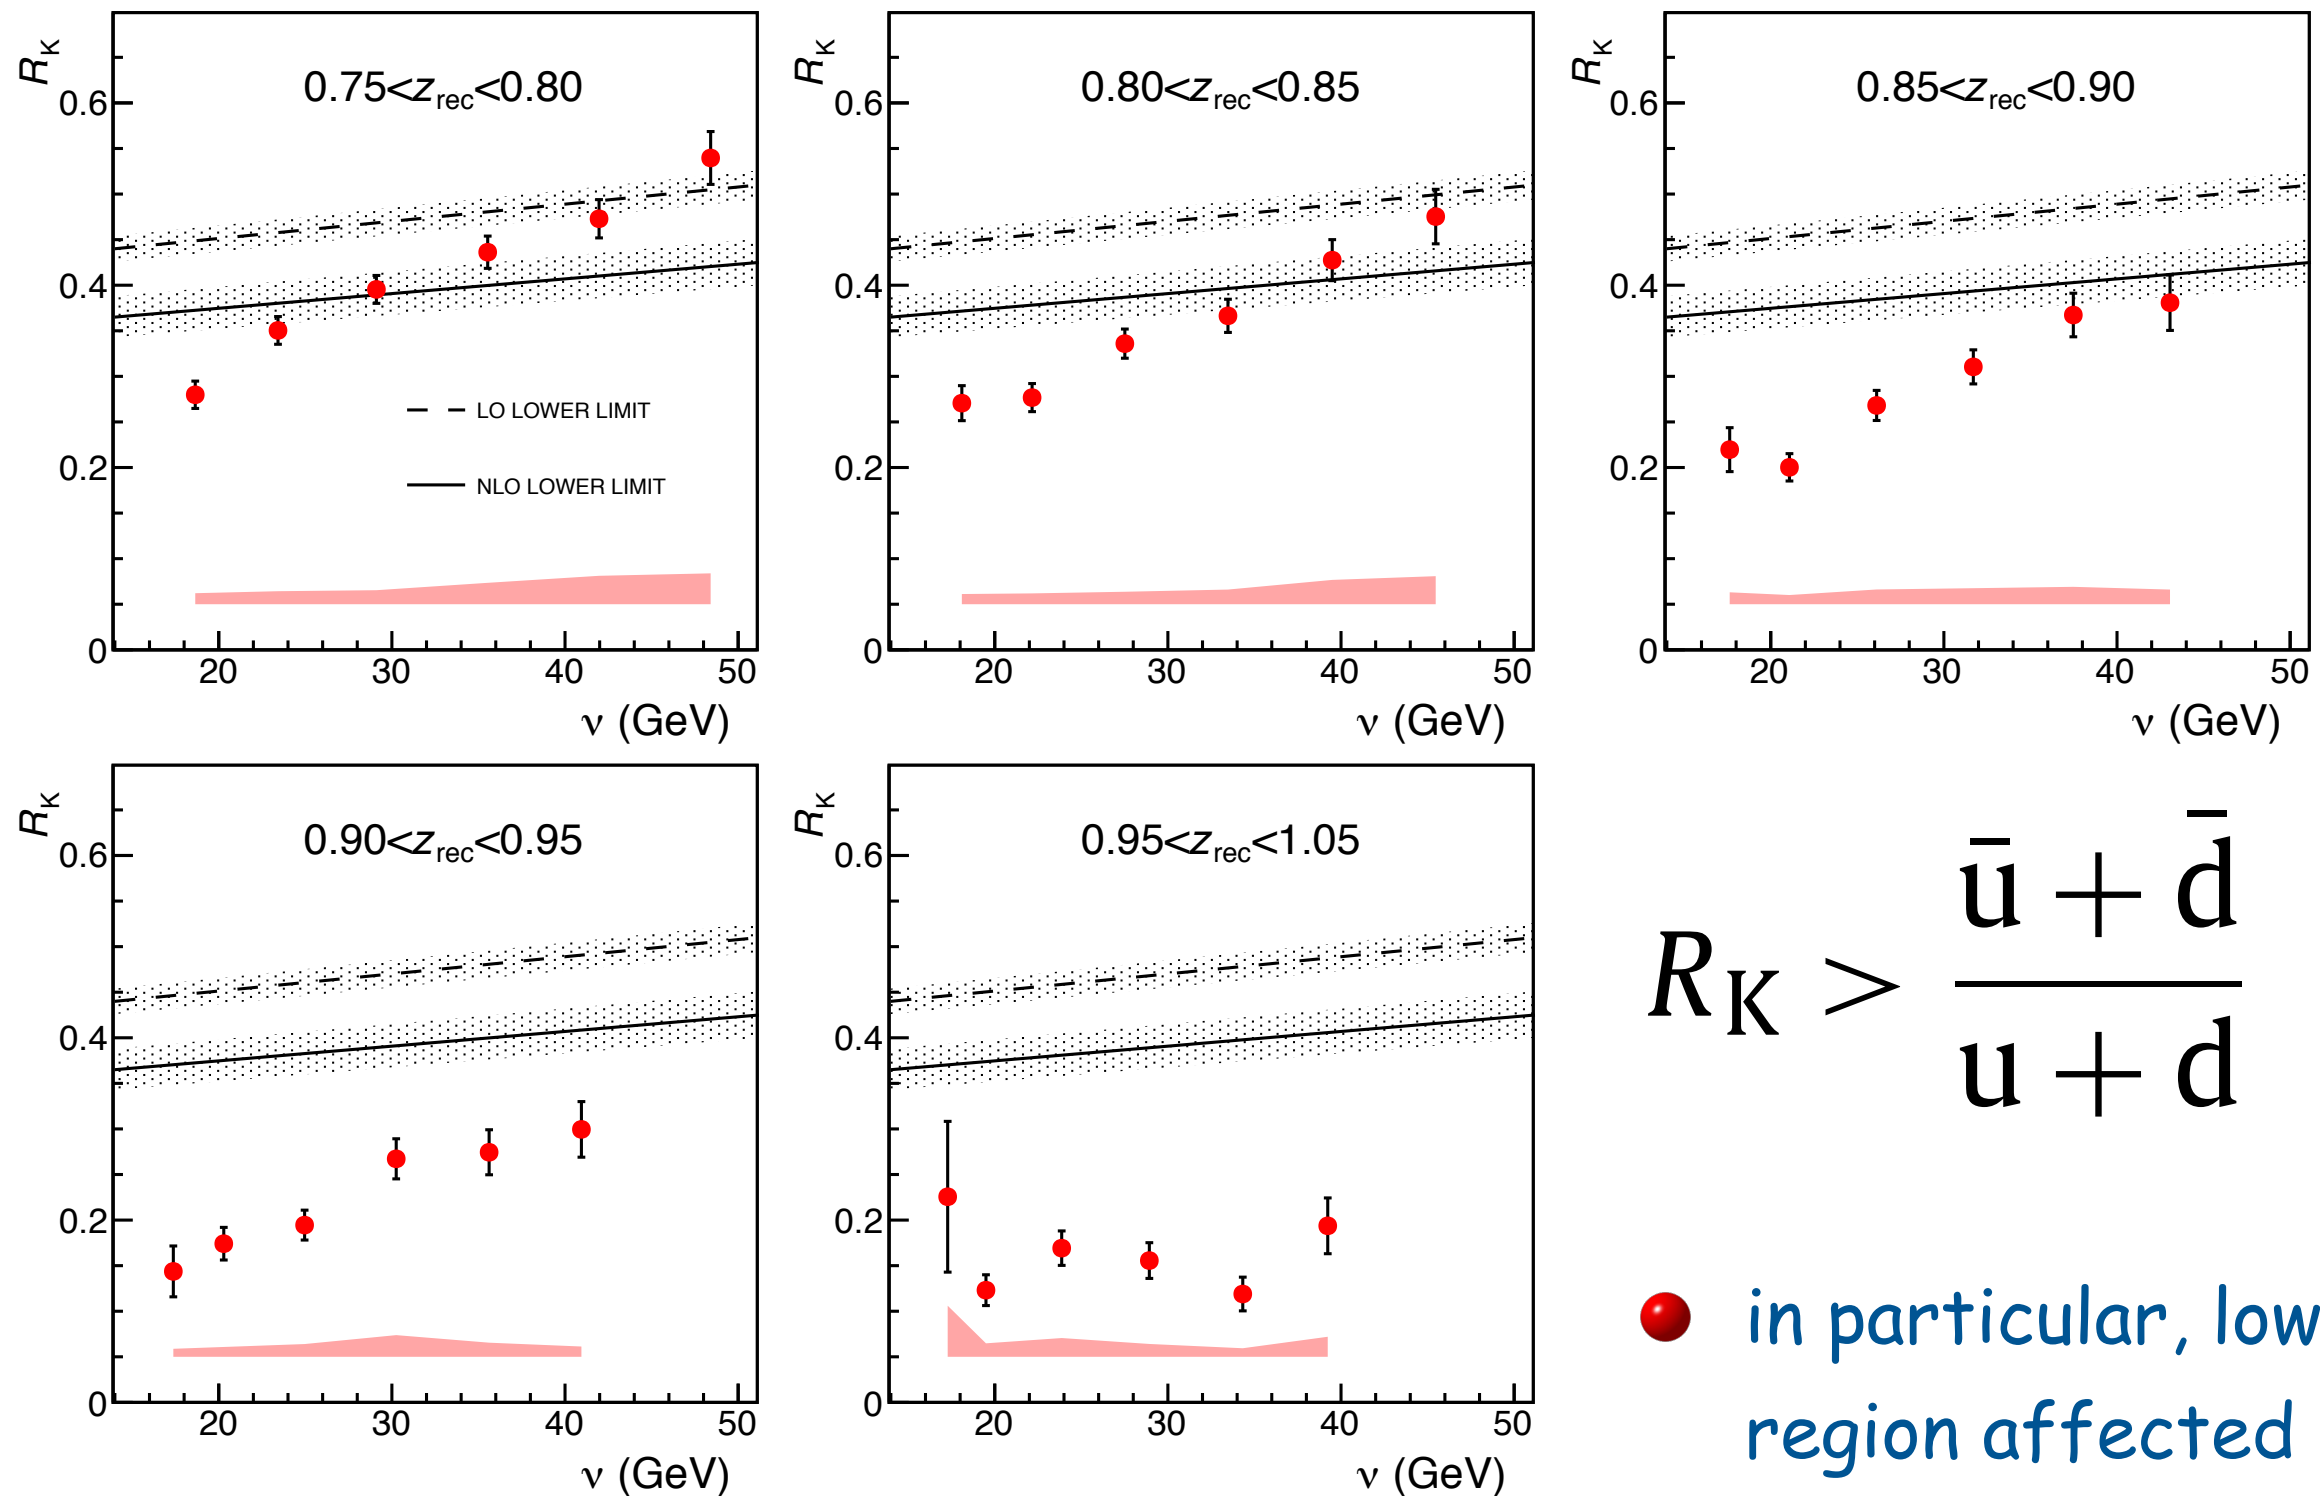 R_K
0.75<z_rec<0.80
0.6
0.4
0.2
0
LO LOWER LIMIT
NLO LOWER LIMIT
20 30 40 50
ν (GeV)
R_K
0.80<z_rec<0.85
0.6
0.4
0.2
0
20 30 40 50
ν (GeV)
R_K
0.85<z_rec<0.90
0.6
0.4
0.2
0
20 30 40 50
ν (GeV)
R_K
0.90<z_rec<0.95
0.6
0.4
0.2
0
20 30 40 50
ν (GeV)
R_K
0.95<z_rec<1.05
0.6
0.4
0.2
0
20 30 40 50
ν (GeV)
R_K > (ū + d̄) / (u + d)
in particular, low
region affected